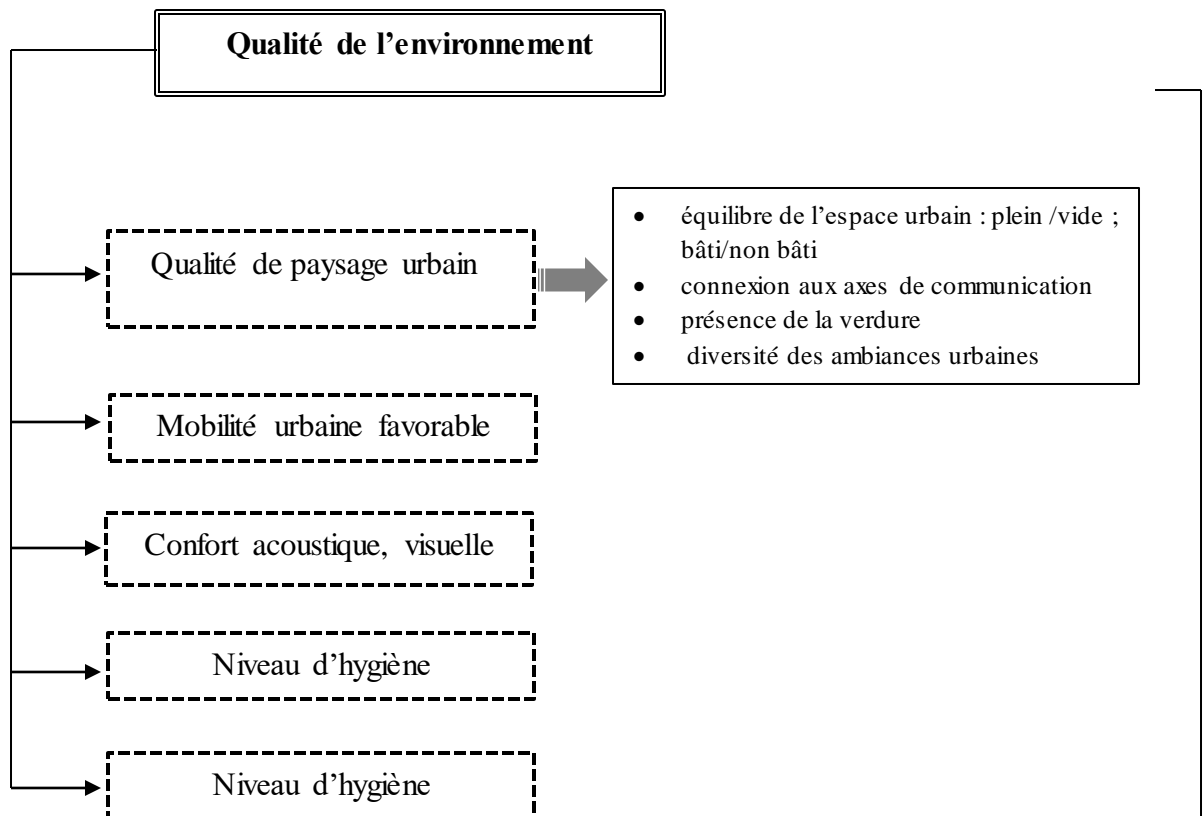 Qualité de l’environnement
Qualité de paysage urbain
• équilibre de l’espace urbain : plein /vide ;
bâti/non bâti
• connexion aux axes de communication
• présence de la verdure
• diversité des ambiances urbaines
Mobilité urbaine favorable
Confort acoustique, visuelle
Niveau d’hygiène
Niveau d’hygiène